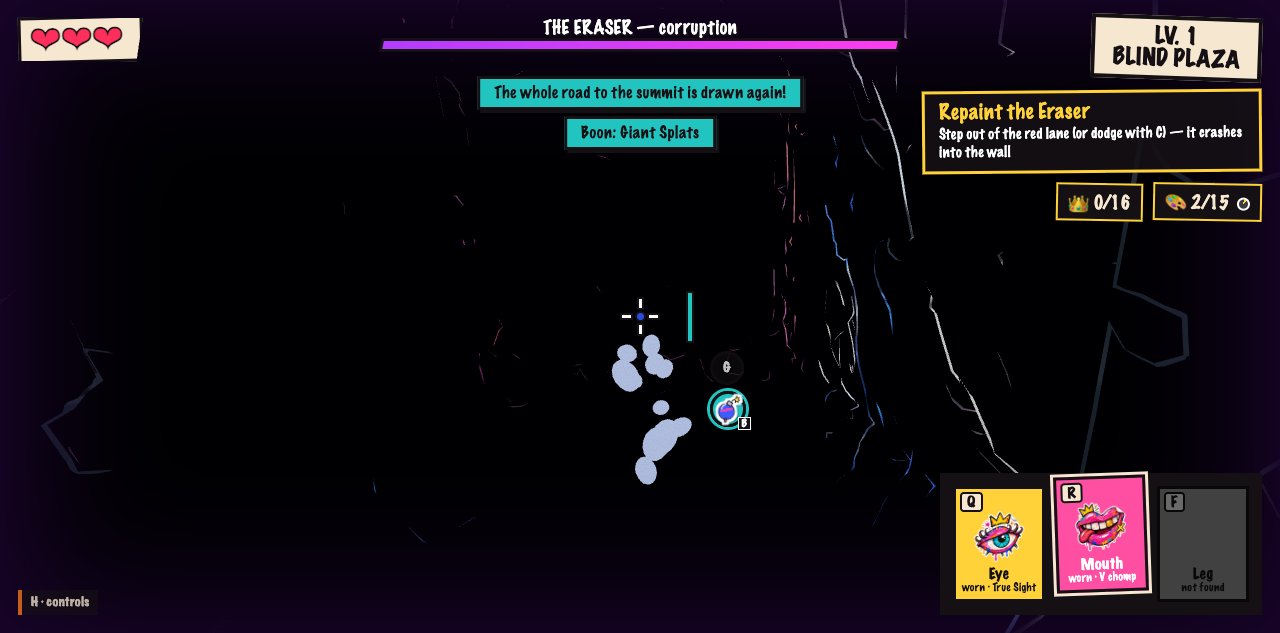 THE ERASER — corruption
LV. 1
BLIND PLAZA
The whole road to the summit is drawn again!
Boon: Giant Splats
Repaint the Eraser
Step out of the red lane (or dodge with C) — it crashes
into the wall
0/16
2/15
G
B
Q
Eye
worn · True Sight
R
Mouth
worn · V chomp
F
Leg
not found
H · controls